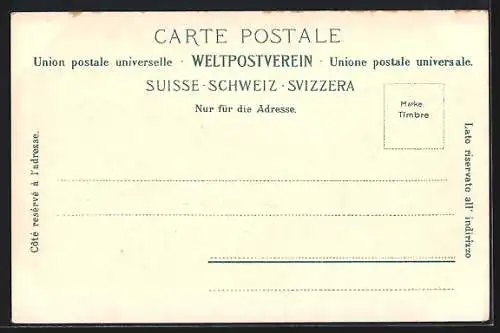 CARTE POSTALE
Union postale universelle · WELTPOSTVEREIN · Unione postale universale.
SUISSE · SCHWEIZ · SVIZZERA
Nur für die Adresse.
Marke
Timbre
Côté reservé à l'adresse.
Lato riservato all' indirizzo